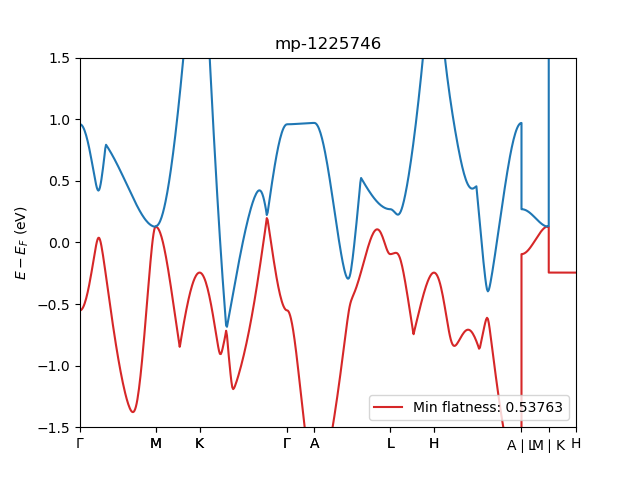 mp-1225746
E − E_F (eV)
1.5
1.0
0.5
0.0
−0.5
−1.0
−1.5
Min flatness: 0.53763
Γ M K Γ A L H A | L M | K H